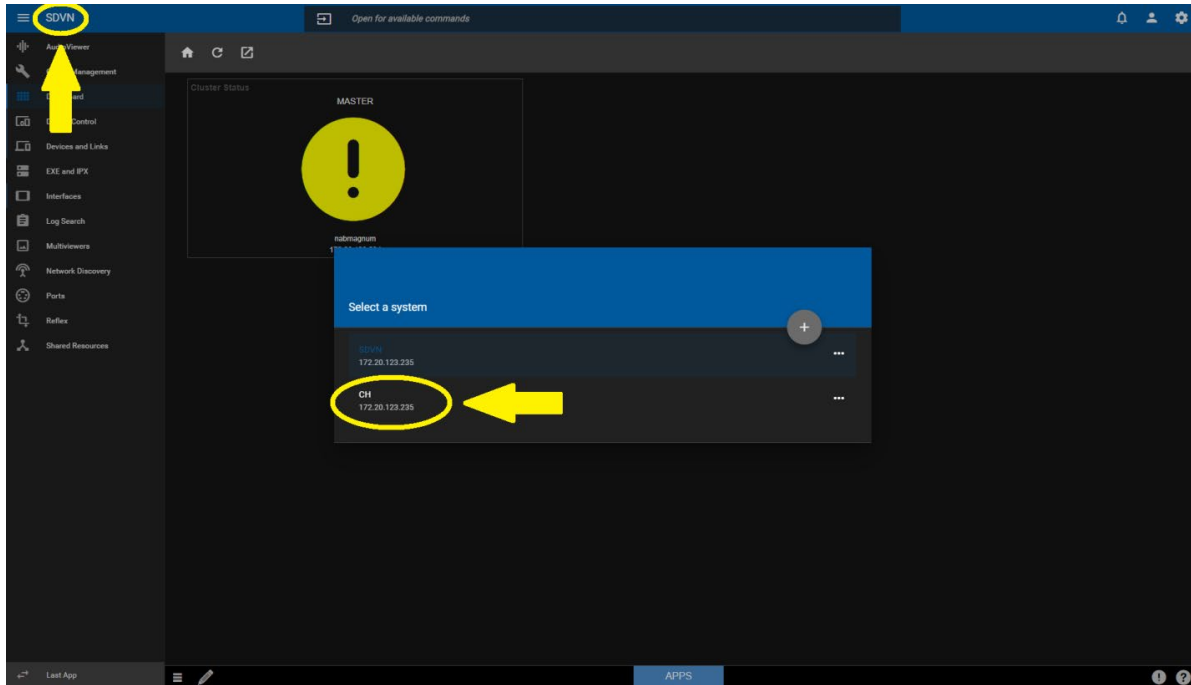 SDVN
Open for available commands
AudioViewer
Management
Dashboard
Control
Devices and Links
EXE and IPX
Interfaces
Log Search
Multiviewers
Network Discovery
Ports
Reflex
Shared Resources
Last App
Cluster Status
MASTER
nabmagnum
Select a system
+
SDVN
172.20.123.235
CH
172.20.123.235
APPS